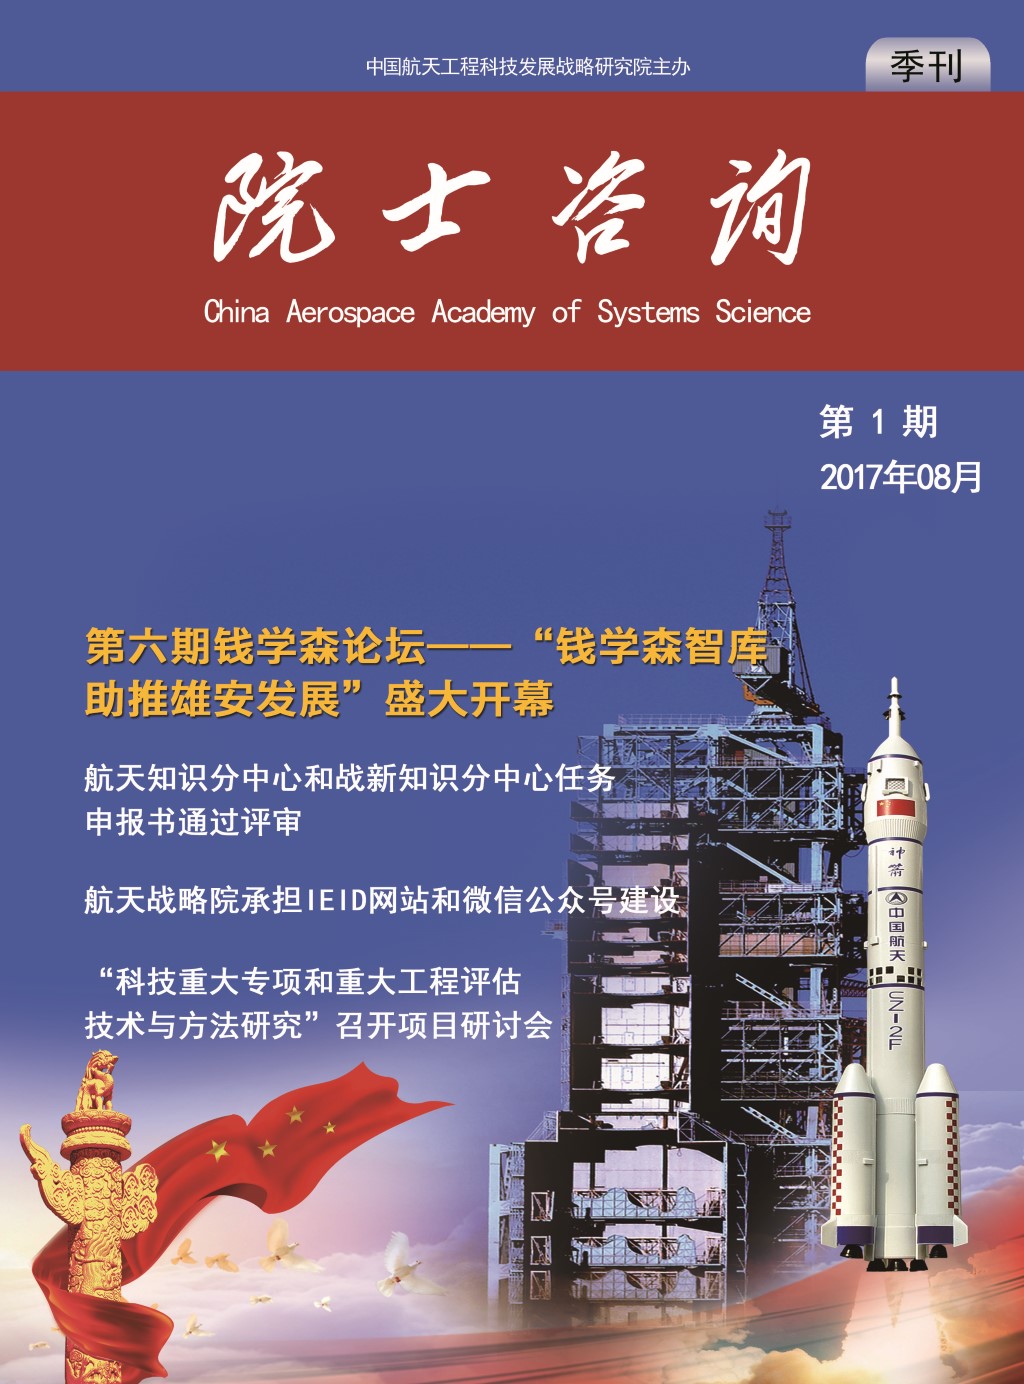 中国航天工程科技发展战略研究院主办
季刊
院士咨询
China Aerospace Academy of Systems Science
第 1 期
2017年08月
第六期钱学森论坛——“钱学森智库
助推雄安发展”盛大开幕
航天知识分中心和战新知识分中心任务
申报书通过评审
航天战略院承担IEID网站和微信公众号建设
“科技重大专项和重大工程评估
技术与方法研究”召开项目研讨会
神箭
中国航天
CZ-2F